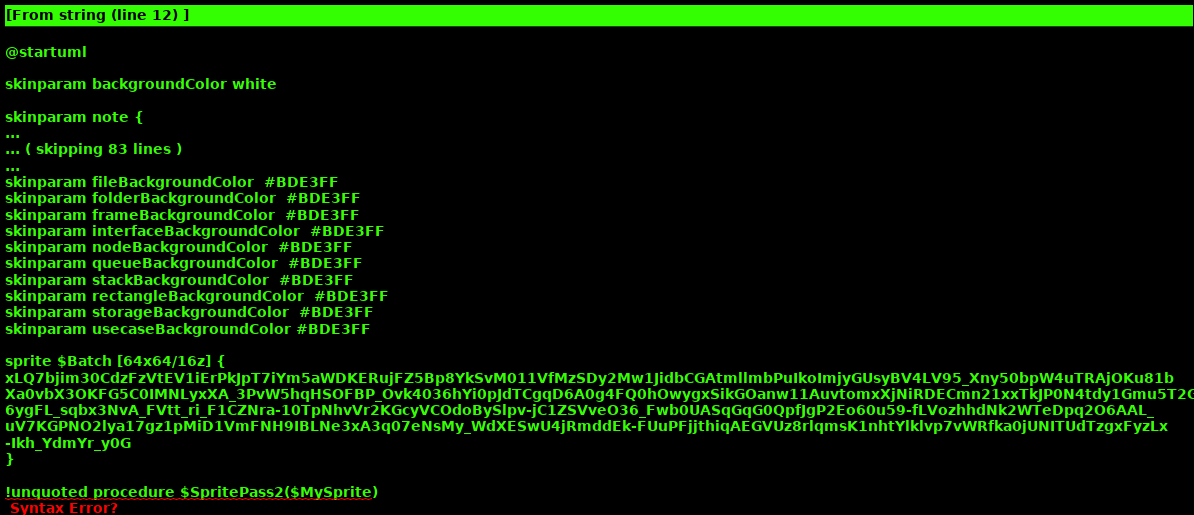 [From string (line 12) ]
@startuml
skinparam backgroundColor white
skinparam note {
...
... ( skipping 83 lines )
...
skinparam fileBackgroundColor  #BDE3FF
skinparam folderBackgroundColor  #BDE3FF
skinparam frameBackgroundColor  #BDE3FF
skinparam interfaceBackgroundColor  #BDE3FF
skinparam nodeBackgroundColor  #BDE3FF
skinparam queueBackgroundColor  #BDE3FF
skinparam stackBackgroundColor  #BDE3FF
skinparam rectangleBackgroundColor  #BDE3FF
skinparam storageBackgroundColor  #BDE3FF
skinparam usecaseBackgroundColor #BDE3FF
sprite $Batch [64x64/16z] {
xLQ7bjim30CdzFzVtEV1iErPkJpT7iYm5aWDKERujFZ5Bp8YkSvM011VfMzSDy2Mw1JidbCGAtmllmbPuIkoImjyGUsyBV4LV95_Xny50bpW4uTRAjOKu81b
Xa0vbX3OKFG5C0IMNLyxXA_3PvW5hqHSOFBP_Ovk4036hYi0pJdTCgqD6A0g4FQ0hOwygxSikGOanw11AuvtomxXjNiRDECmn21xxTkJP0N4tdy1Gmu5T2G
6ygFL_sqbx3NvA_FVtt_ri_F1CZNra-10TpNhvVr2KGcyVCOdoBySlpv-jC1ZSVveO36_Fwb0UASqGqG0QpfJgP2Eo60u59-fLVozhhdNk2WTeDpq2O6AAL_
uV7KGPNO2lya17gz1pMiD1VmFNH9IBLNe3xA3q07eNsMy_WdXESwU4jRmddEk-FUuPFjjthiqAEGVUz8rlqmsK1nhtYlklvp7vWRfka0jUNITUdTzgxFyzLx
-Ikh_YdmYr_y0G
}
!unquoted procedure $SpritePass2($MySprite)
Syntax Error?